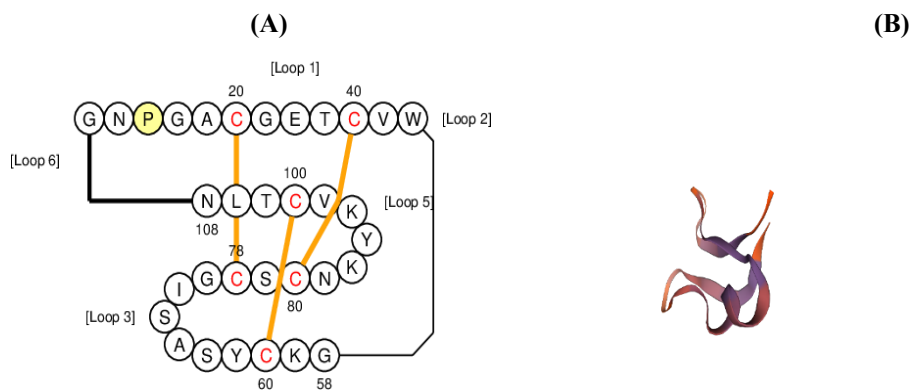 (A) (B)
[Loop 1]
20 40
G N P G A C G E T C V W [Loop 2]
[Loop 6]
100
N L T C V K [Loop 5]
108
Y
78
I G C S C N K
80
S
[Loop 3]
A S Y C K G
60 58